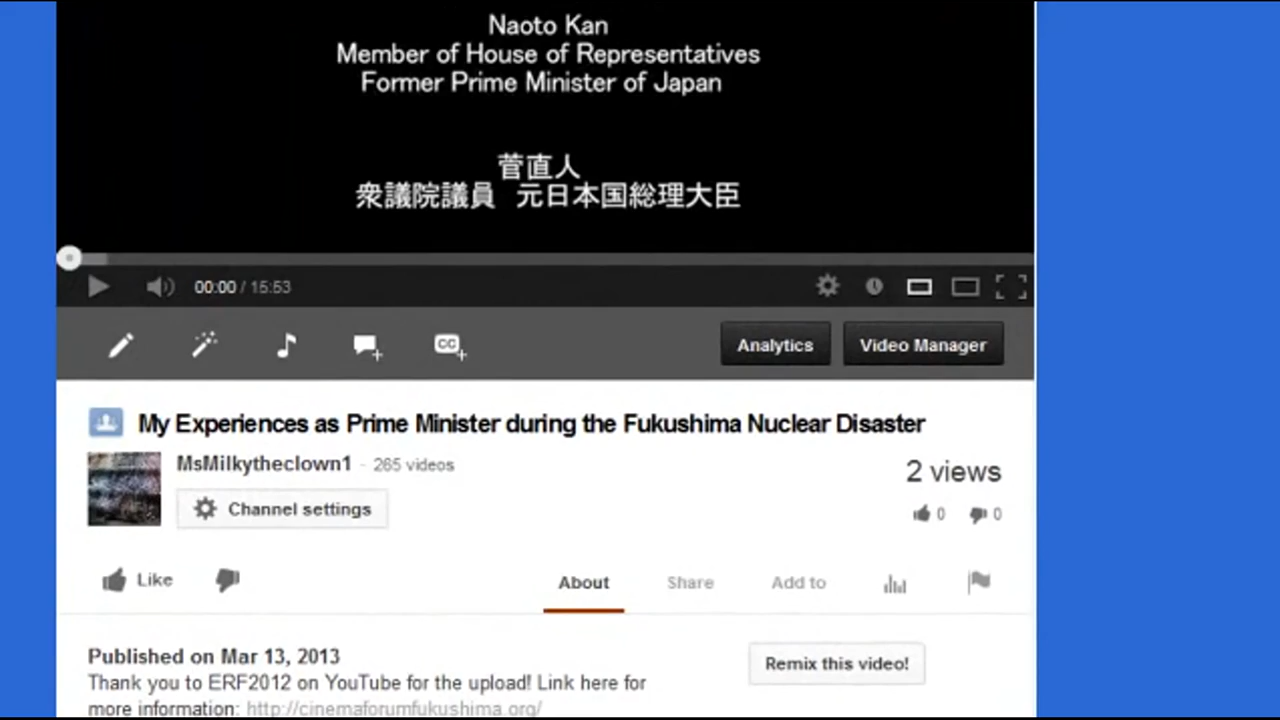 Naoto Kan
Member of House of Representatives
Former Prime Minister of Japan
菅直人
衆議院議員　元日本国総理大臣
00:00 / 15:53
CC
Analytics
Video Manager
My Experiences as Prime Minister during the Fukushima Nuclear Disaster
MsMilkytheclown1 - 265 videos
2 views
Channel settings
0
0
Like
About
Share
Add to
Published on Mar 13, 2013
Remix this video!
Thank you to ERF2012 on YouTube for the upload! Link here for
more information: http://cinemaforumfukushima.org/